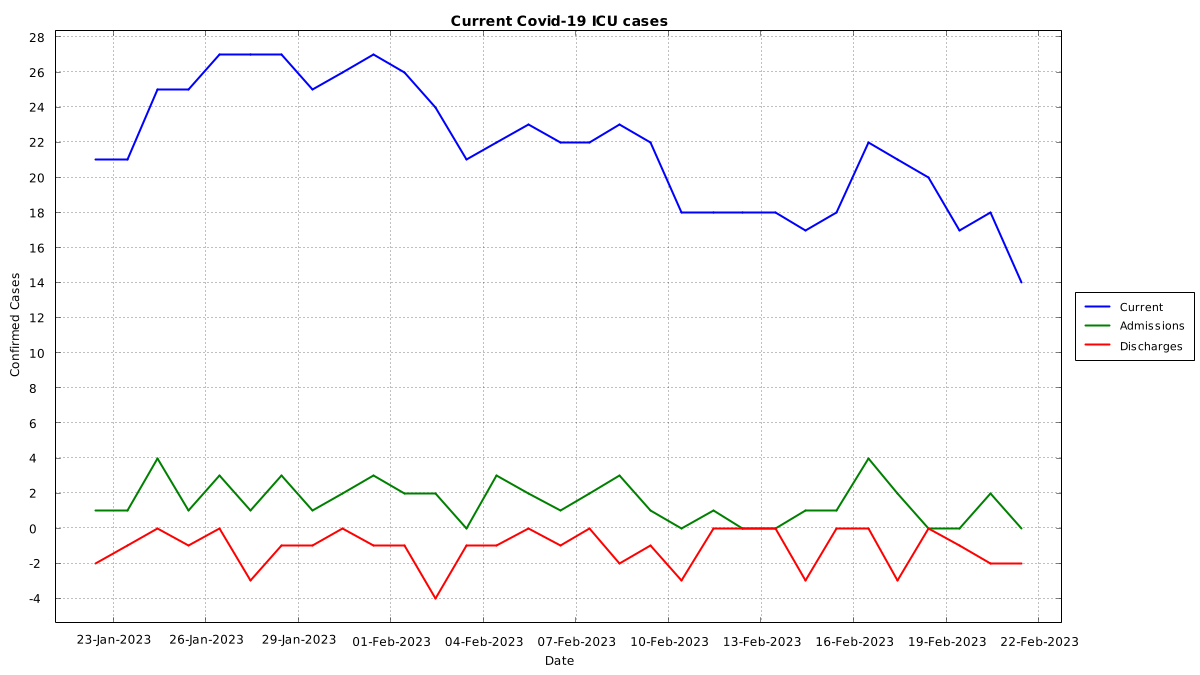 Current Covid-19 ICU cases
28
26
24
22
20
18
16
14
12
10
8
6
4
2
0
-2
-4
Confirmed Cases
23-Jan-2023 26-Jan-2023 29-Jan-2023 01-Feb-2023 04-Feb-2023 07-Feb-2023 10-Feb-2023 13-Feb-2023 16-Feb-2023 19-Feb-2023 22-Feb-2023
Date
Current
Admissions
Discharges